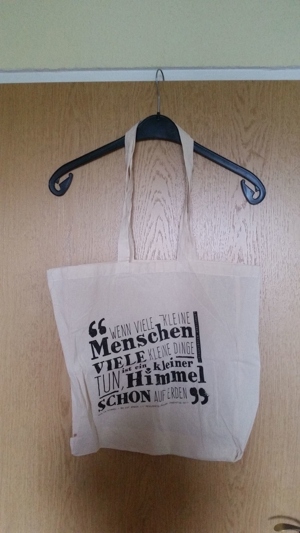 “ WENN VIELE KLEINE
Menschen
VIELE KLEINE DINGE
TUN, ist ein kleiner
Himmel
SCHON AUF ERDEN ”